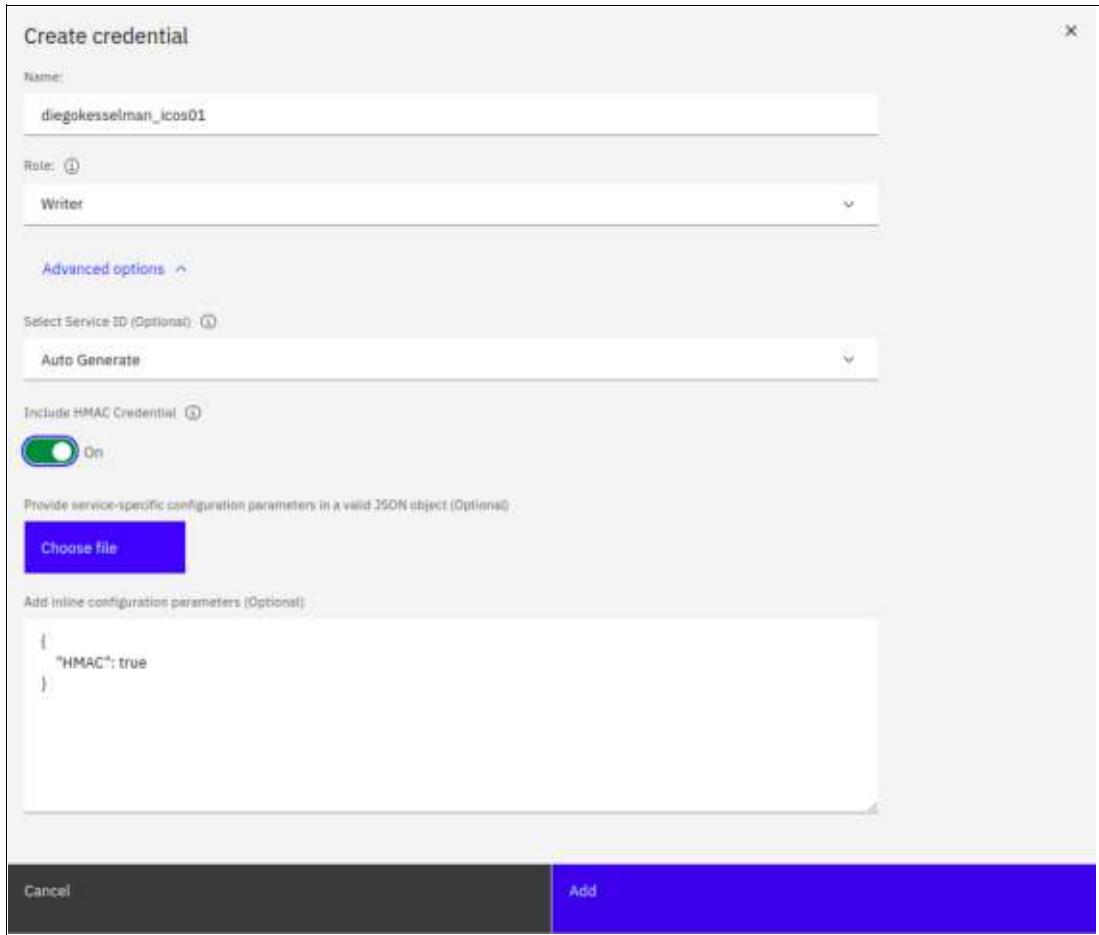 Create credential
Name:
diegokesselman_icos01
Role:
Writer
Advanced options
Select Service ID (Optional)
Auto Generate
Include HMAC Credential
On
Provide service-specific configuration parameters in a valid JSON object (Optional)
Choose file
Add inline configuration parameters (Optional)
{
"HMAC": true
}
Cancel
Add